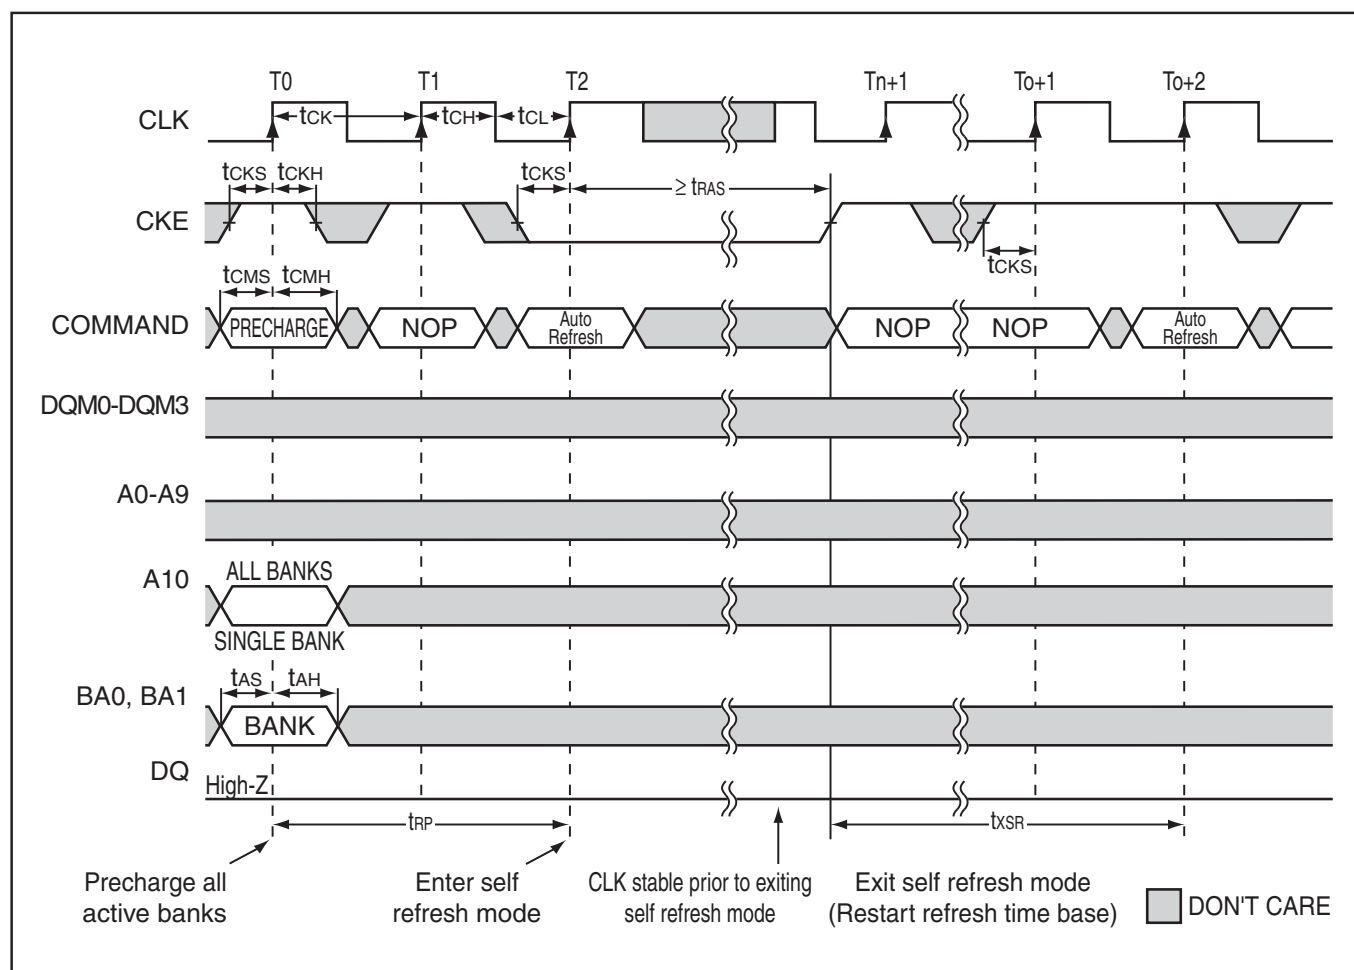 T0 T1 T2 Tn+1 To+1 To+2
CLK tCK tCH tCL
tCKS tCKH tCKS ≥ tRAS
CKE
tCKS
tCMS tCMH
COMMAND PRECHARGE NOP Auto Refresh NOP NOP Auto Refresh
DQM0-DQM3
A0-A9
A10 ALL BANKS
SINGLE BANK
tAS tAH
BA0, BA1 BANK
DQ High-Z
tRP tXSR
Precharge all
active banks
Enter self
refresh mode
CLK stable prior to exiting
self refresh mode
Exit self refresh mode
(Restart refresh time base)
DON'T CARE